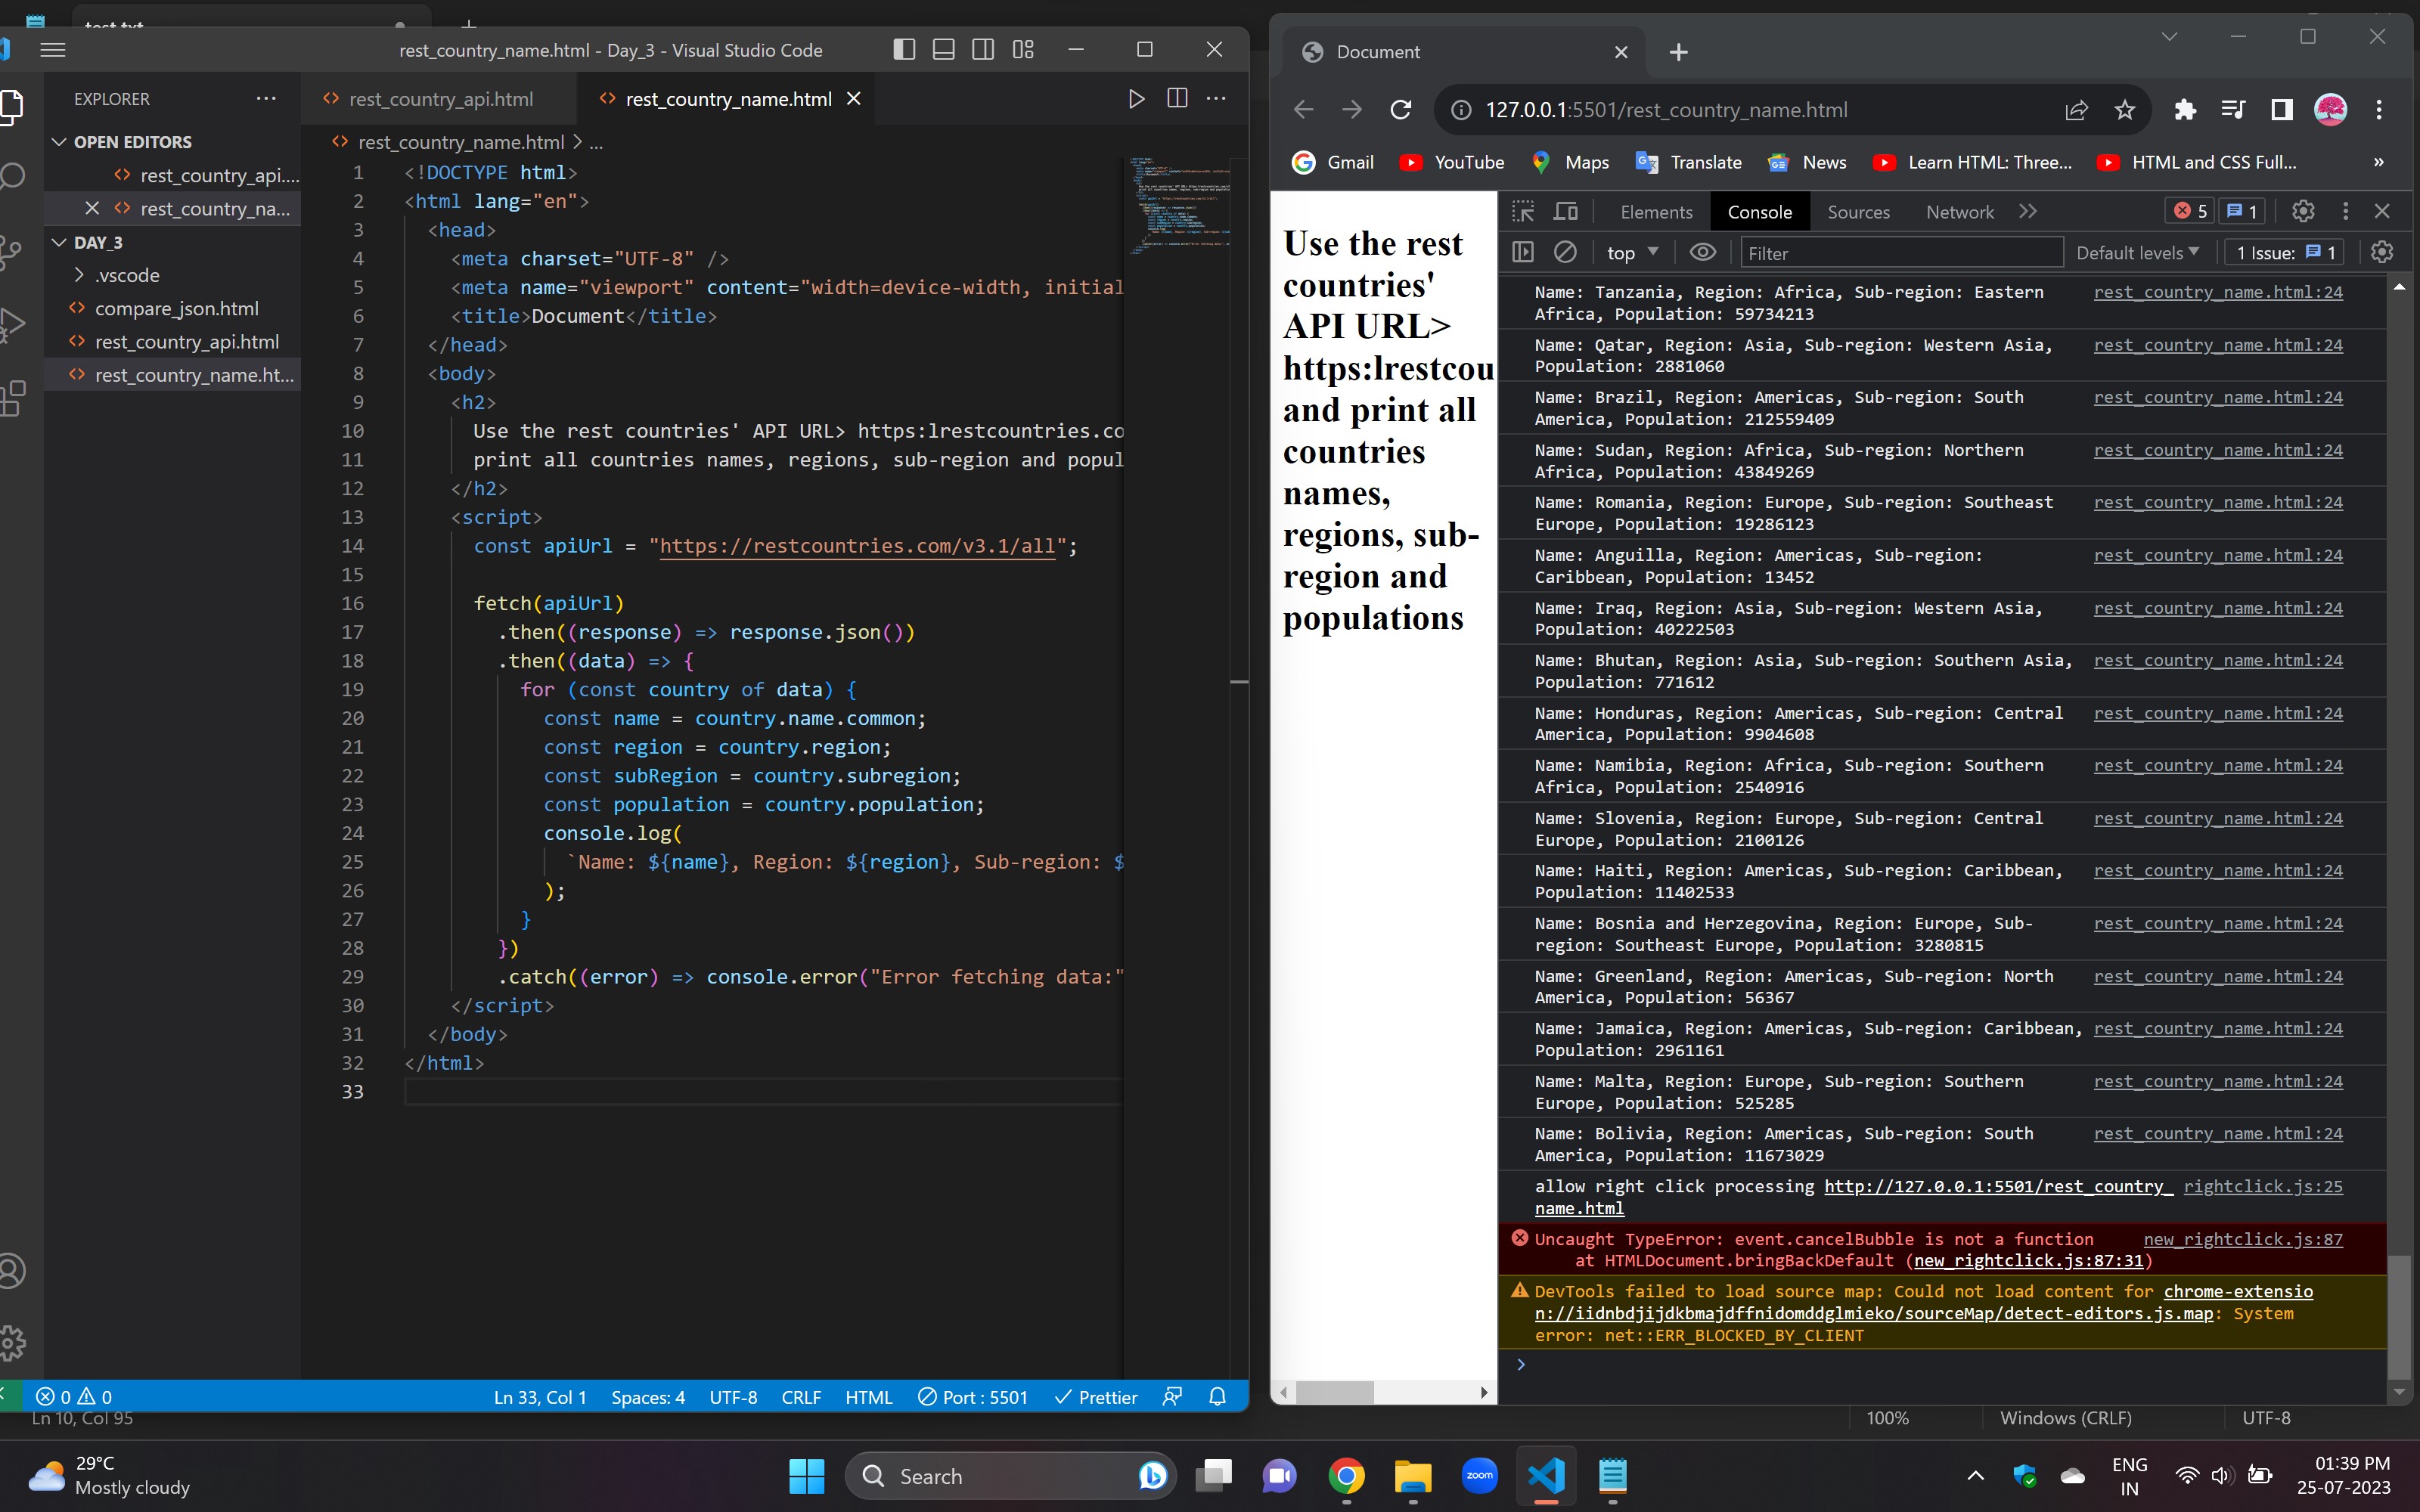 test.txt
rest_country_name.html - Day_3 - Visual Studio Code
EXPLORER
OPEN EDITORS
rest_country_api....
rest_country_na...
DAY_3
.vscode
compare_json.html
rest_country_api.html
rest_country_name.ht...
rest_country_api.html
rest_country_name.html
rest_country_name.html > ...
1 <!DOCTYPE html>
2 <html lang="en">
3 <head>
4 <meta charset="UTF-8" />
5 <meta name="viewport" content="width=device-width, initial
6 <title>Document</title>
7 </head>
8 <body>
9 <h2>
10 Use the rest countries' API URL> https:lrestcountries.co
11 print all countries names, regions, sub-region and popul
12 </h2>
13 <script>
14 const apiUrl = "https://restcountries.com/v3.1/all";
15
16 fetch(apiUrl)
17 .then((response) => response.json())
18 .then((data) => {
19 for (const country of data) {
20 const name = country.name.common;
21 const region = country.region;
22 const subRegion = country.subregion;
23 const population = country.population;
24 console.log(
25 `Name: ${name}, Region: ${region}, Sub-region: $
26 );
27 }
28 })
29 .catch((error) => console.error("Error fetching data:"
30 </script>
31 </body>
32 </html>
33
0 0
Ln 33, Col 1 Spaces: 4 UTF-8 CRLF HTML Port : 5501 Prettier
Ln 10, Col 95
Document
127.0.0.1:5501/rest_country_name.html
Gmail YouTube Maps Translate News Learn HTML: Three... HTML and CSS Full... »
Use the rest
countries'
API URL>
https:lrestcou
and print all
countries
names,
regions, sub-
region and
populations
Elements Console Sources Network 5 1
top Filter Default levels 1 Issue: 1
Name: Tanzania, Region: Africa, Sub-region: Eastern rest_country_name.html:24
Africa, Population: 59734213
Name: Qatar, Region: Asia, Sub-region: Western Asia, rest_country_name.html:24
Population: 2881060
Name: Brazil, Region: Americas, Sub-region: South rest_country_name.html:24
America, Population: 212559409
Name: Sudan, Region: Africa, Sub-region: Northern rest_country_name.html:24
Africa, Population: 43849269
Name: Romania, Region: Europe, Sub-region: Southeast rest_country_name.html:24
Europe, Population: 19286123
Name: Anguilla, Region: Americas, Sub-region: rest_country_name.html:24
Caribbean, Population: 13452
Name: Iraq, Region: Asia, Sub-region: Western Asia, rest_country_name.html:24
Population: 40222503
Name: Bhutan, Region: Asia, Sub-region: Southern Asia, rest_country_name.html:24
Population: 771612
Name: Honduras, Region: Americas, Sub-region: Central rest_country_name.html:24
America, Population: 9904608
Name: Namibia, Region: Africa, Sub-region: Southern rest_country_name.html:24
Africa, Population: 2540916
Name: Slovenia, Region: Europe, Sub-region: Central rest_country_name.html:24
Europe, Population: 2100126
Name: Haiti, Region: Americas, Sub-region: Caribbean, rest_country_name.html:24
Population: 11402533
Name: Bosnia and Herzegovina, Region: Europe, Sub- rest_country_name.html:24
region: Southeast Europe, Population: 3280815
Name: Greenland, Region: Americas, Sub-region: North rest_country_name.html:24
America, Population: 56367
Name: Jamaica, Region: Americas, Sub-region: Caribbean, rest_country_name.html:24
Population: 2961161
Name: Malta, Region: Europe, Sub-region: Southern rest_country_name.html:24
Europe, Population: 525285
Name: Bolivia, Region: Americas, Sub-region: South rest_country_name.html:24
America, Population: 11673029
allow right click processing http://127.0.0.1:5501/rest_country_ rightclick.js:25
name.html
Uncaught TypeError: event.cancelBubble is not a function new_rightclick.js:87
at HTMLDocument.bringBackDefault (new_rightclick.js:87:31)
DevTools failed to load source map: Could not load content for chrome-extensio
n://iidnbdjijdkbmajdffnidomddglmieko/sourceMap/detect-editors.js.map: System
error: net::ERR_BLOCKED_BY_CLIENT
100% Windows (CRLF) UTF-8
29°C
Mostly cloudy
Search
zoom
ENG
IN
01:39 PM
25-07-2023